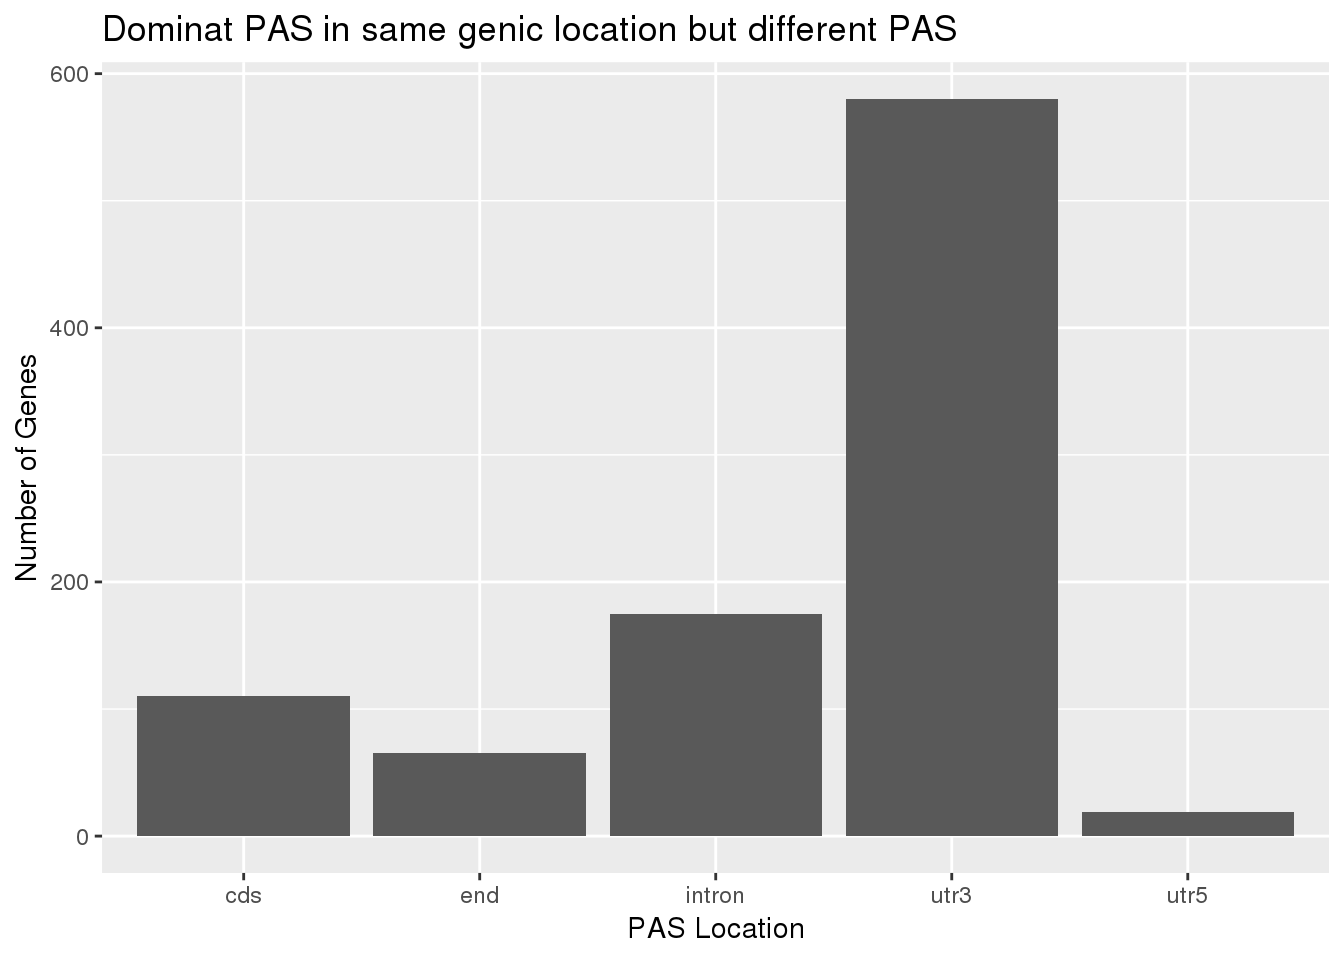 Dominat PAS in same genic location but different PAS
600
400
200
0
Number of Genes
cds
end
intron
utr3
utr5
PAS Location